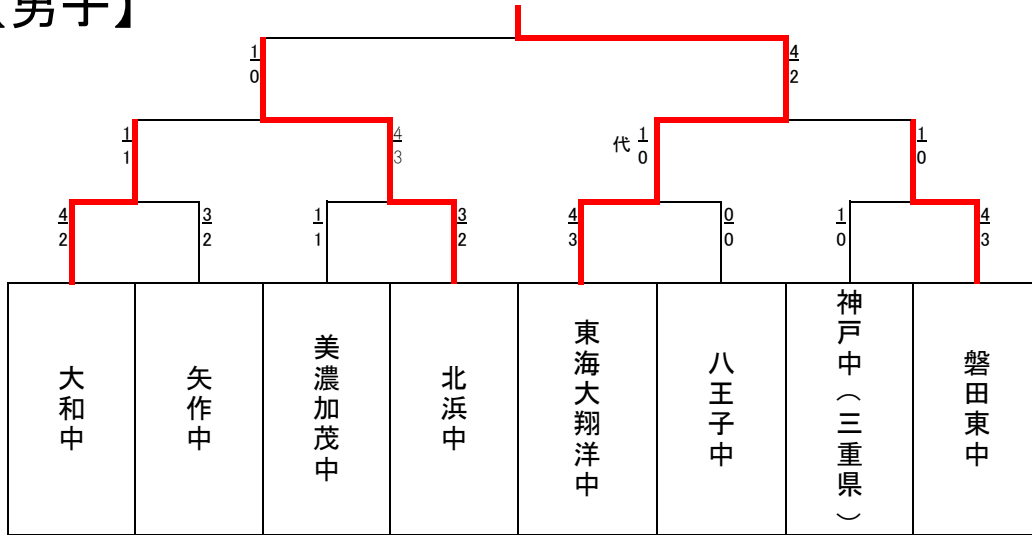 【男子】
1 4
0 2
1 4 代 1 1
1 3 0 0
4 3 1 3 4 0 1 4
2 2 1 2 3 0 0 3
大和中
矢作中
美濃加茂中
北浜中
東海大翔洋中
八王子中
神戸中（三重県）
磐田東中